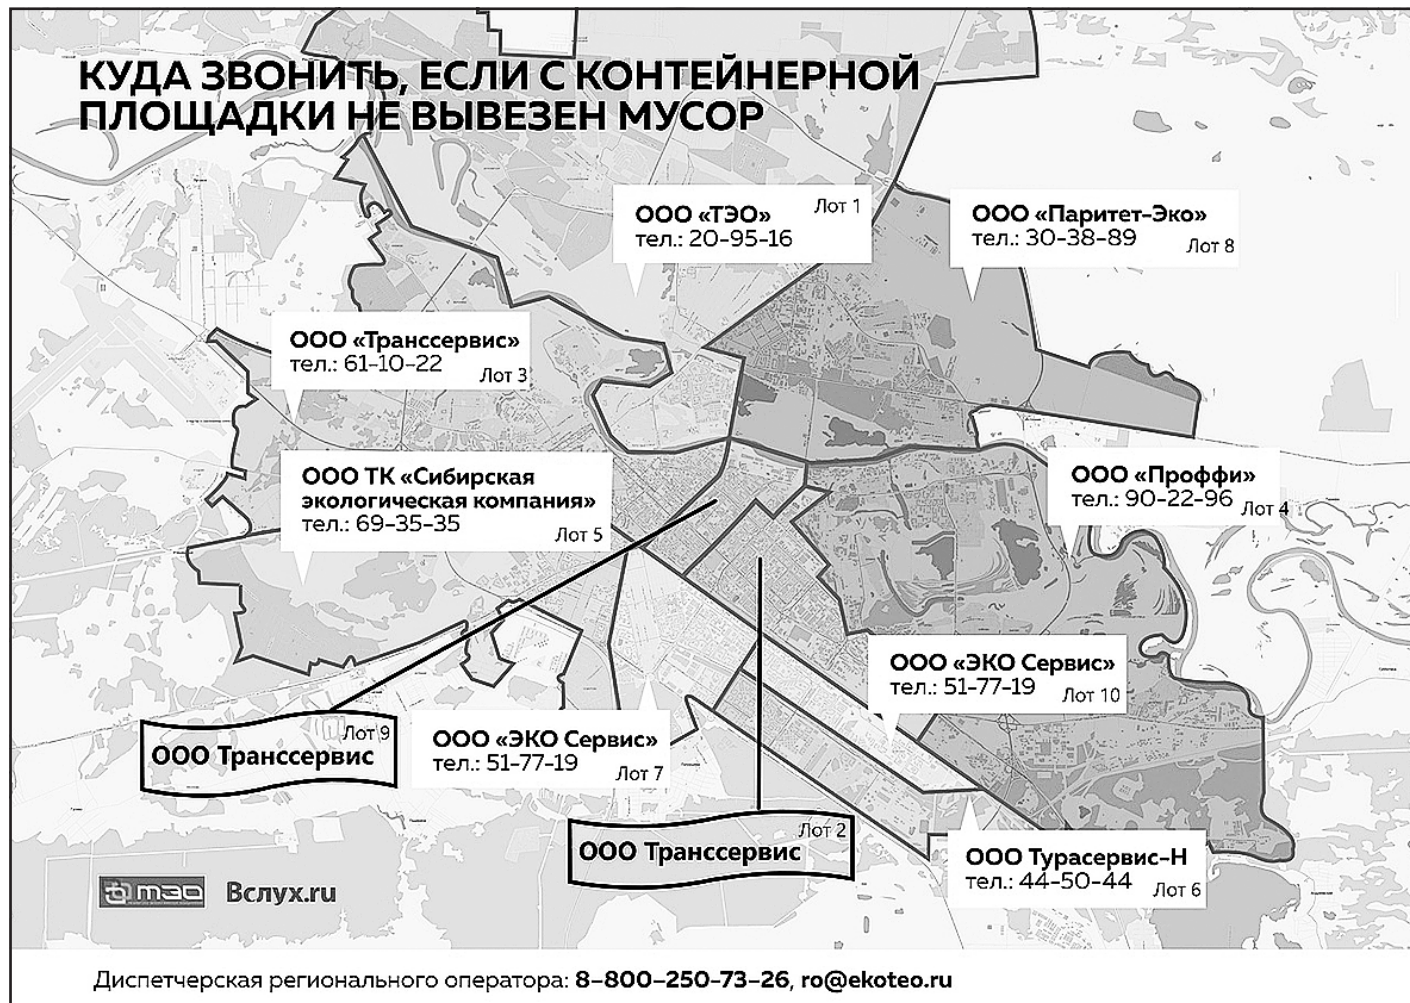 КУДА ЗВОНИТЬ, ЕСЛИ С КОНТЕЙНЕРНОЙ
ПЛОЩАДКИ НЕ ВЫВЕЗЕН МУСОР
ООО «ТЭО»
тел.: 20-95-16
Лот 1
ООО «Паритет-Эко»
тел.: 30-38-89
Лот 8
ООО «Транссервис»
тел.: 61-10-22
Лот 3
ООО ТК «Сибирская
экологическая компания»
тел.: 69-35-35
Лот 5
ООО «Проффи»
тел.: 90-22-96
Лот 4
ООО «ЭКО Сервис»
тел.: 51-77-19
Лот 10
Лот 9
ООО Транссервис
ООО «ЭКО Сервис»
тел.: 51-77-19
Лот 7
Лот 2
ООО Транссервис
ООО Турасервис-Н
тел.: 44-50-44
Лот 6
тэо
Вслух.ru
Диспетчерская регионального оператора: 8-800-250-73-26, ro@ekoteo.ru